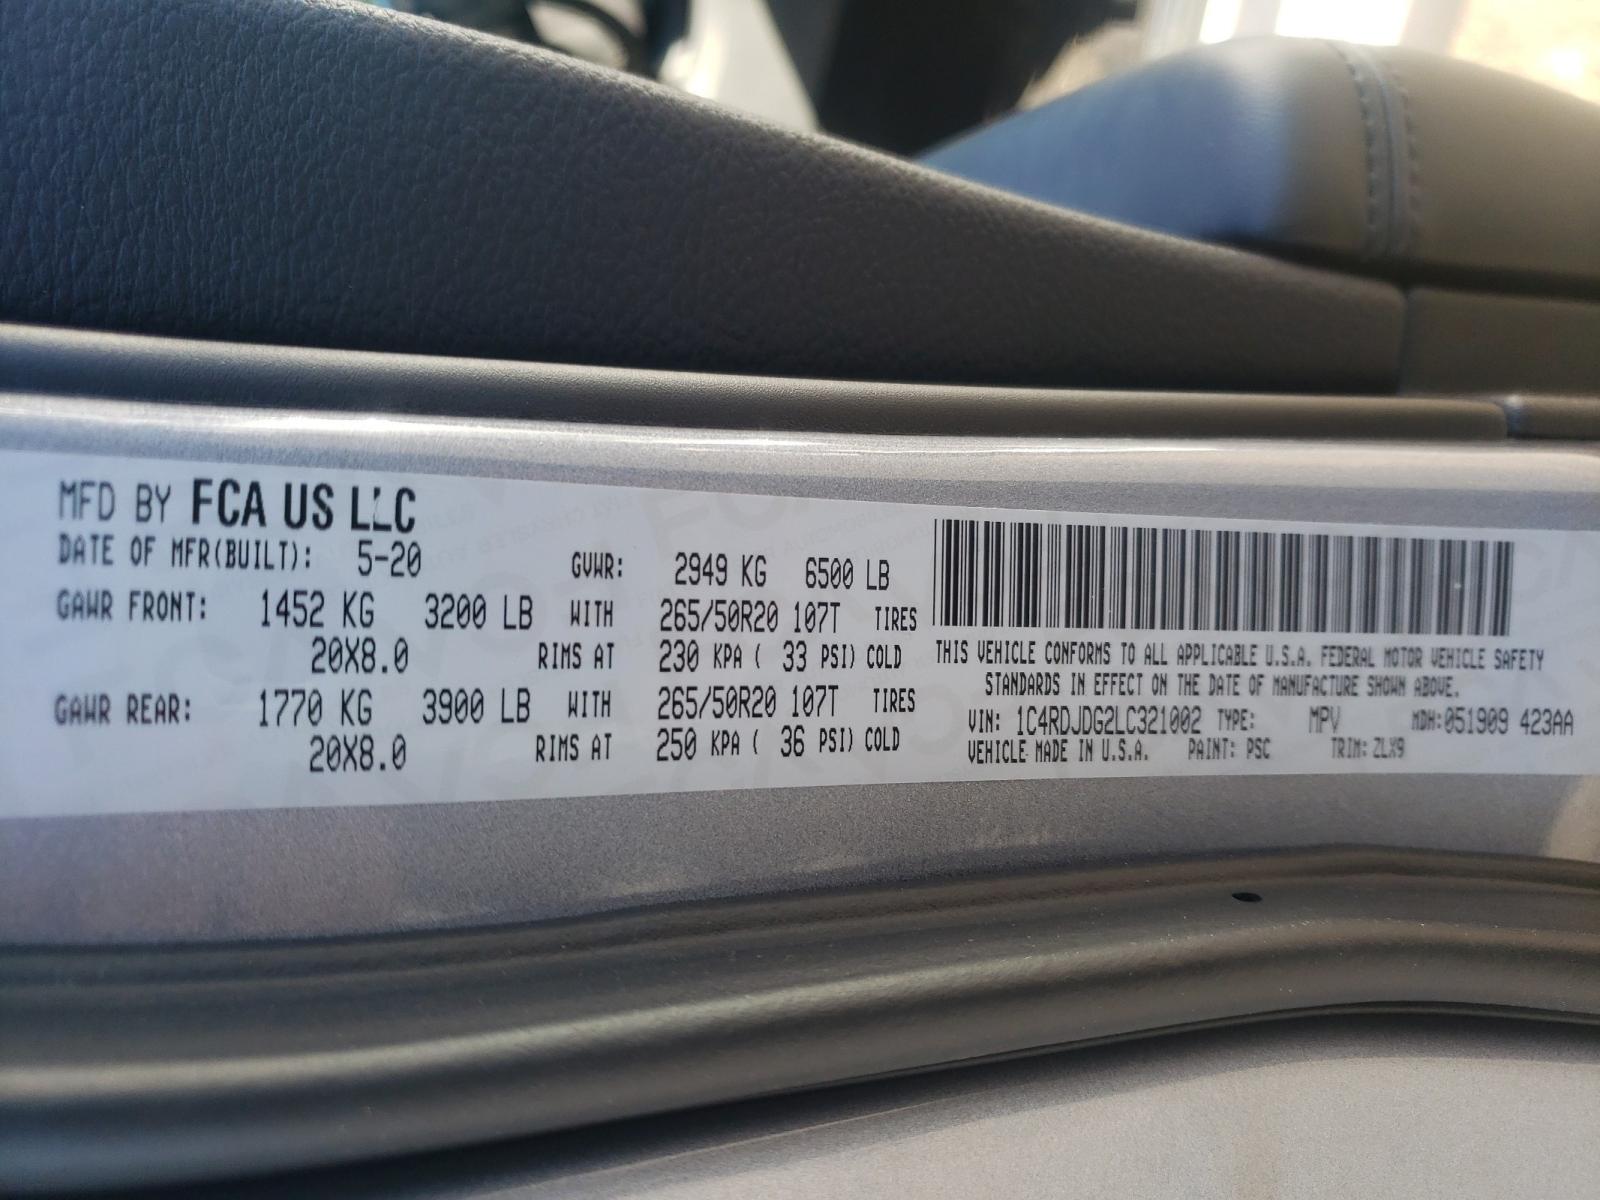 MFD BY FCA US LLC
DATE OF MFR(BUILT): 5-20 GVWR: 2949 KG 6500 LB
GAWR FRONT: 1452 KG 3200 LB WITH 265/50R20 107T TIRES
20X8.0 RIMS AT 230 KPA ( 33 PSI) COLD
GAWR REAR: 1770 KG 3900 LB WITH 265/50R20 107T TIRES
20X8.0 RIMS AT 250 KPA ( 36 PSI) COLD
THIS VEHICLE CONFORMS TO ALL APPLICABLE U.S.A. FEDERAL MOTOR VEHICLE SAFETY
STANDARDS IN EFFECT ON THE DATE OF MANUFACTURE SHOWN ABOVE.
VIN: 1C4RDJDG2LC321002 TYPE: MPV MDH:051909 423AA
VEHICLE MADE IN U.S.A. PAINT: PSC TRIM: ZLX9